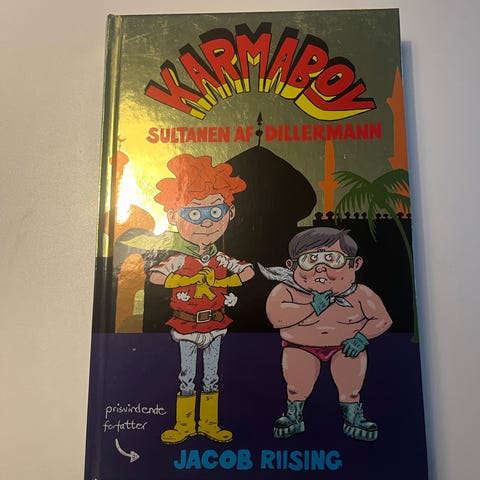 KARMABOY
SULTANEN AF DILLERMANN
prisvindende
forfatter
JACOB RIISING